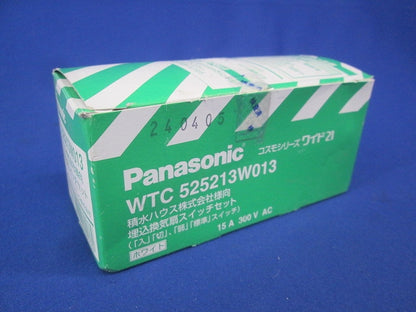 240403
Panasonic コスモシリーズ ワイド21
WTC 525213W013
積水ハウス株式会社様向
埋込換気扇スイッチセット
(「入」「切」、「弱」「標準」スイッチ)
ホワイト 15 A 300 V AC